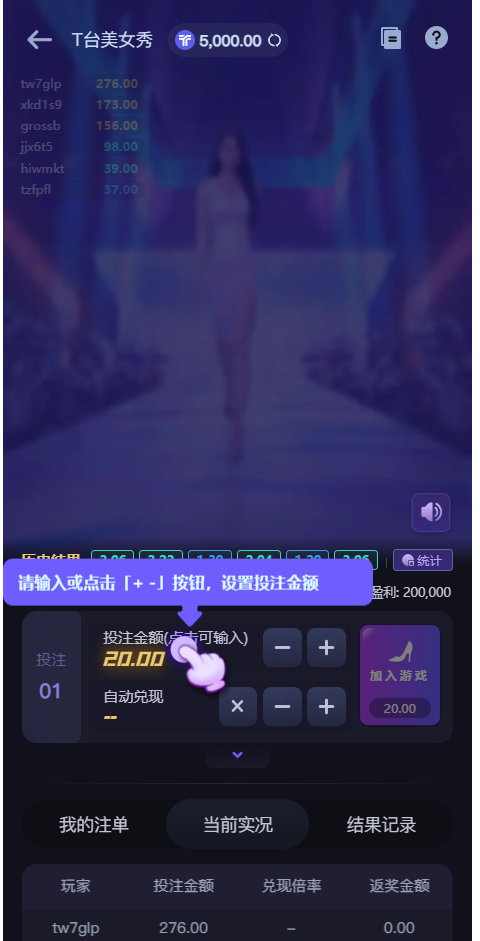 T台美女秀 5,000.00
tw7glp 276.00
xkd1s9 173.00
grossb 156.00
jjx6t5 98.00
hiwmkt 39.00
tzfpfl 37.00
历史结果 统计
请输入或点击「+ -」按钮，设置投注金额
盈利: 200,000
投注
01
投注金额(点击可输入)
20.00
自动兑现
--
加入游戏
20.00
我的注单 当前实况 结果记录
玩家 投注金额 兑现倍率 返奖金额
tw7glp 276.00 – 0.00